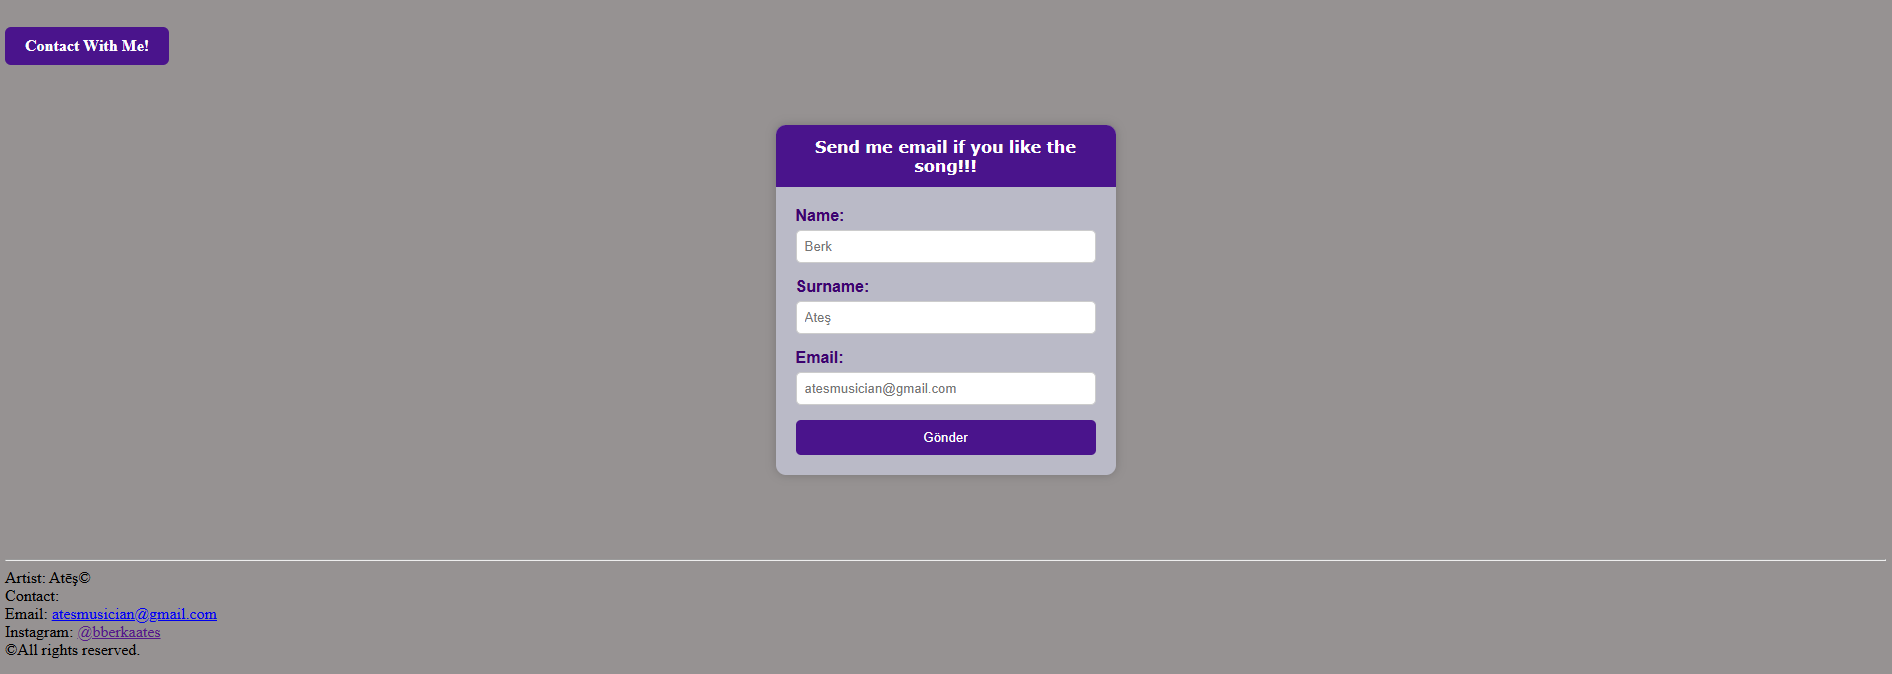 Contact With Me!
Send me email if you like the
song!!!
Name:
Berk
Surname:
Ateş
Email:
atesmusician@gmail.com
Gönder
Artist: Atēş©
Contact:
Email: atesmusician@gmail.com
Instagram: @bberkaates
©All rights reserved.